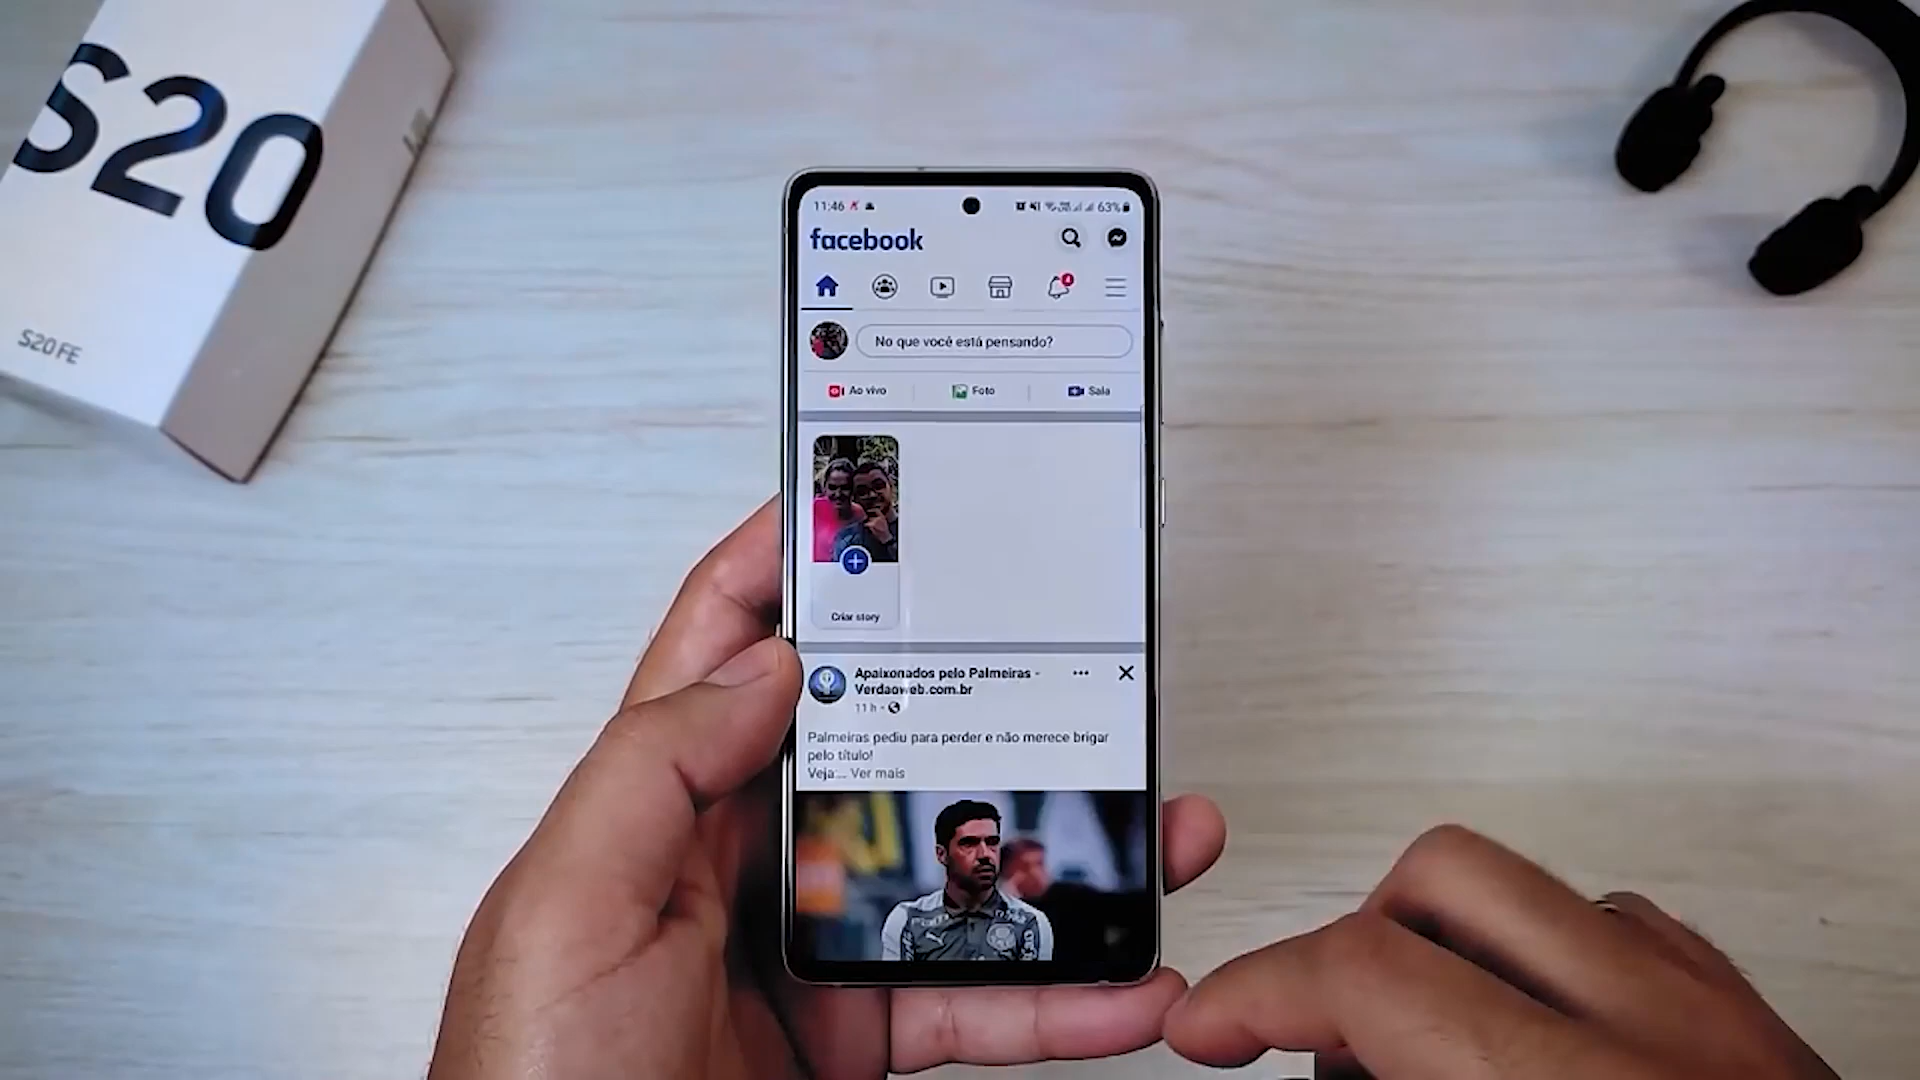 S20
S20 FE
11:46
63%
facebook
4
No que você está pensando?
Ao vivo
Foto
Sala
Criar story
Apaixonados pelo Palmeiras -
Verdaoweb.com.br
11 h
Palmeiras pediu para perder e não merece brigar
pelo título!
Veja:... Ver mais